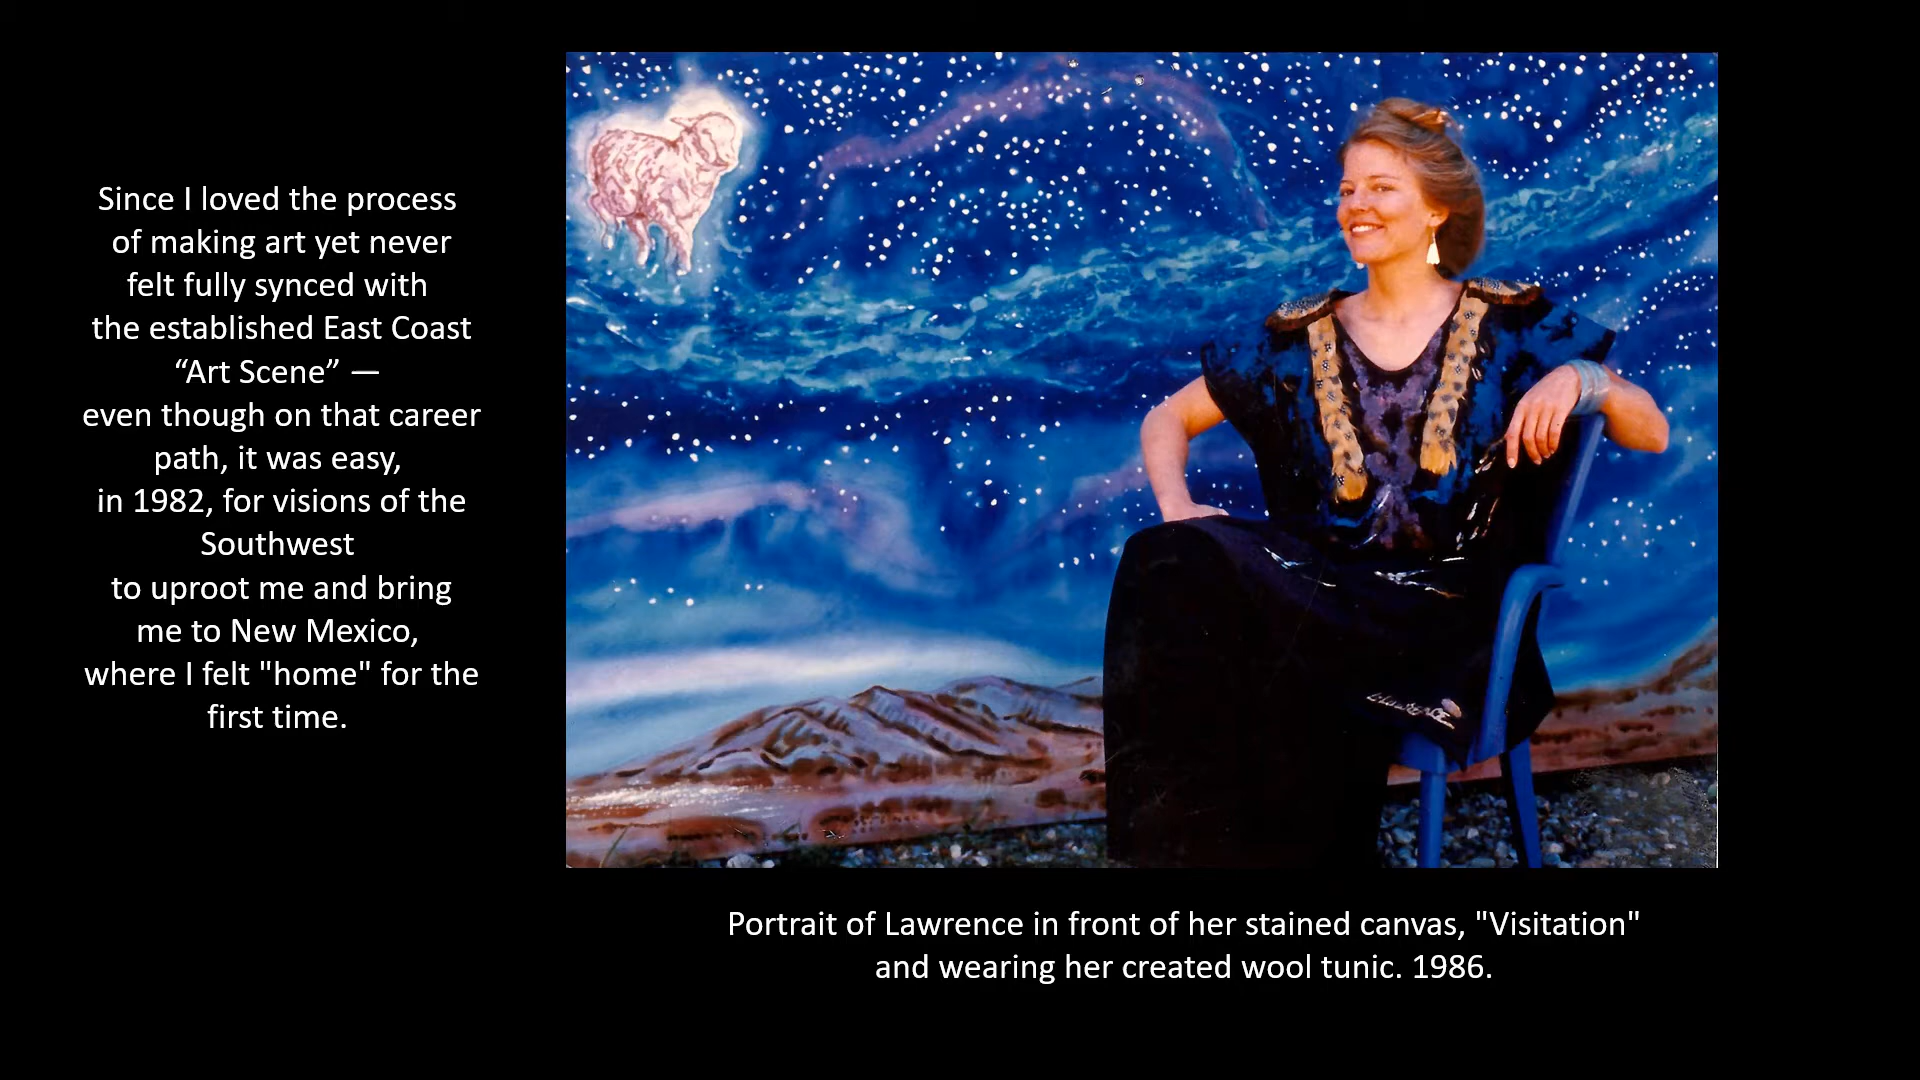 Since I loved the process
of making art yet never
felt fully synced with
the established East Coast
“Art Scene” —
even though on that career
path, it was easy,
in 1982, for visions of the
Southwest
to uproot me and bring
me to New Mexico,
where I felt "home" for the
first time.
Portrait of Lawrence in front of her stained canvas, "Visitation"
and wearing her created wool tunic. 1986.